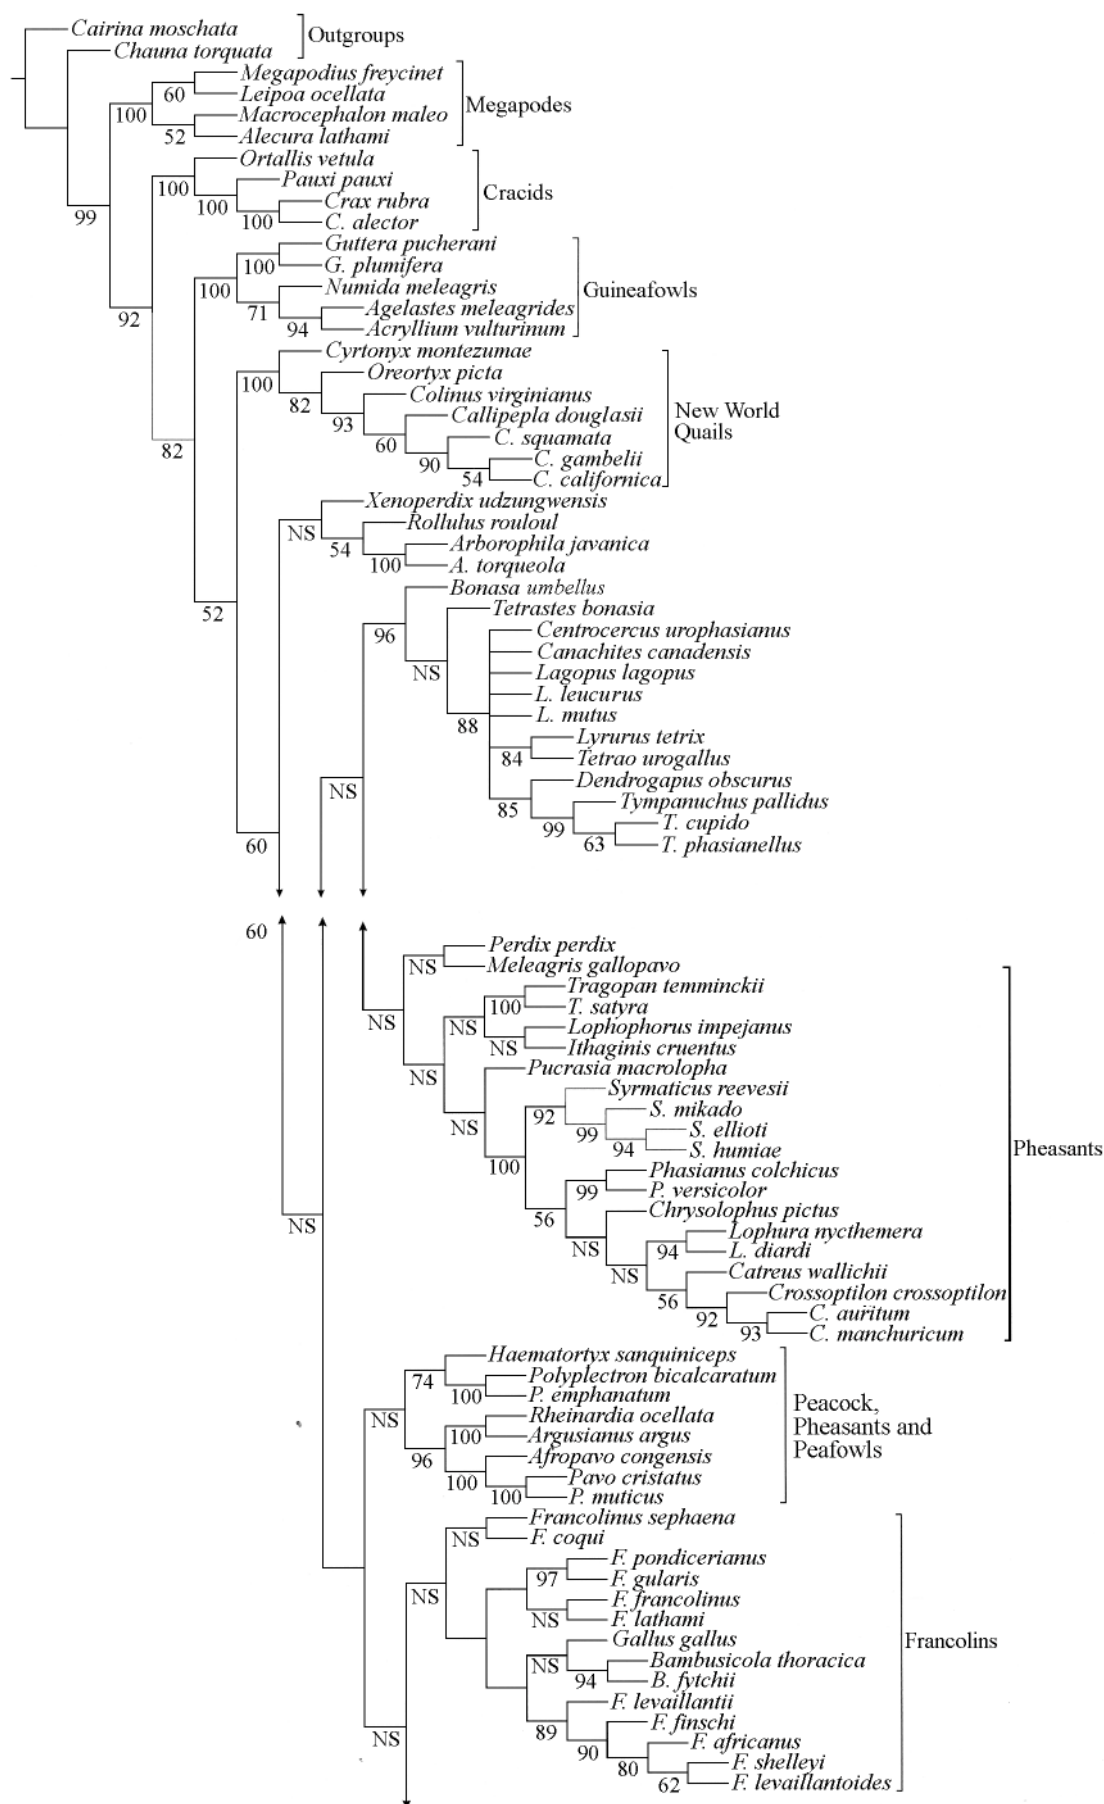 Cairina moschata
Outgroups
Chauna torquata
Megapodius freycinet
60
Leipoa ocellata
Megapodes
100
Macrocephalon maleo
52
Alecura lathami
Ortallis vetula
100
Pauxi pauxi
Cracids
99
100
Crax rubra
100
C. alector
Guttera pucherani
100
G. plumifera
100
Numida meleagris
Guineafowls
71
Agelastes meleagrides
92
94
Acryllium vulturinum
Cyrtonyx montezumae
100
Oreortyx picta
82
Colinus virginianus
93
Callipepla douglasii
New World
Quails
60
C. squamata
82
90
C. gambelii
54
C. californica
Xenoperdix udzungwensis
NS
Rollulus rouloul
54
Arborophila javanica
100
A. torqueola
Bonasa umbellus
52
Tetrastes bonasia
96
Centrocercus urophasianus
Canachites canadensis
NS
Lagopus lagopus
L. leucurus
L. mutus
88
Lyrurus tetrix
84
Tetrao urogallus
Dendrogapus obscurus
NS
85
Tympanuchus pallidus
99
T. cupido
60
63
T. phasianellus
60
Perdix perdix
NS
Meleagris gallopavo
Tragopan temminckii
100
T. satyra
NS
NS
Lophophorus impejanus
NS
Ithaginis cruentus
NS
Pucrasia macrolopha
Syrmaticus reevesii
92
S. mikado
NS
99
S. ellioti
94
S. humiae
Pheasants
100
Phasianus colchicus
99
P. versicolor
56
Chrysolophus pictus
NS
NS
Lophura nycthemera
94
L. diardi
NS
Catreus wallichii
56
Crossoptilon crossoptilon
92
C. auritum
93
C. manchuricum
Haematortyx sanquiniceps
74
Polyplectron bicalcaratum
100
P. emphanatum
Peacock,
Pheasants and
Peafowls
NS
Rheinardia ocellata
100
Argusianus argus
96
Afropavo congensis
100
Pavo cristatus
100
P. muticus
Francolinus sephaena
NS
F. coqui
F. pondicerianus
97
F. gularis
NS
F. francolinus
NS
F. lathami
Gallus gallus
Francolins
NS
Bambusicola thoracica
94
B. fytchii
F. levaillantii
89
F. finschi
NS
90
F. africanus
80
F. shelleyi
62
F. levaillantoides